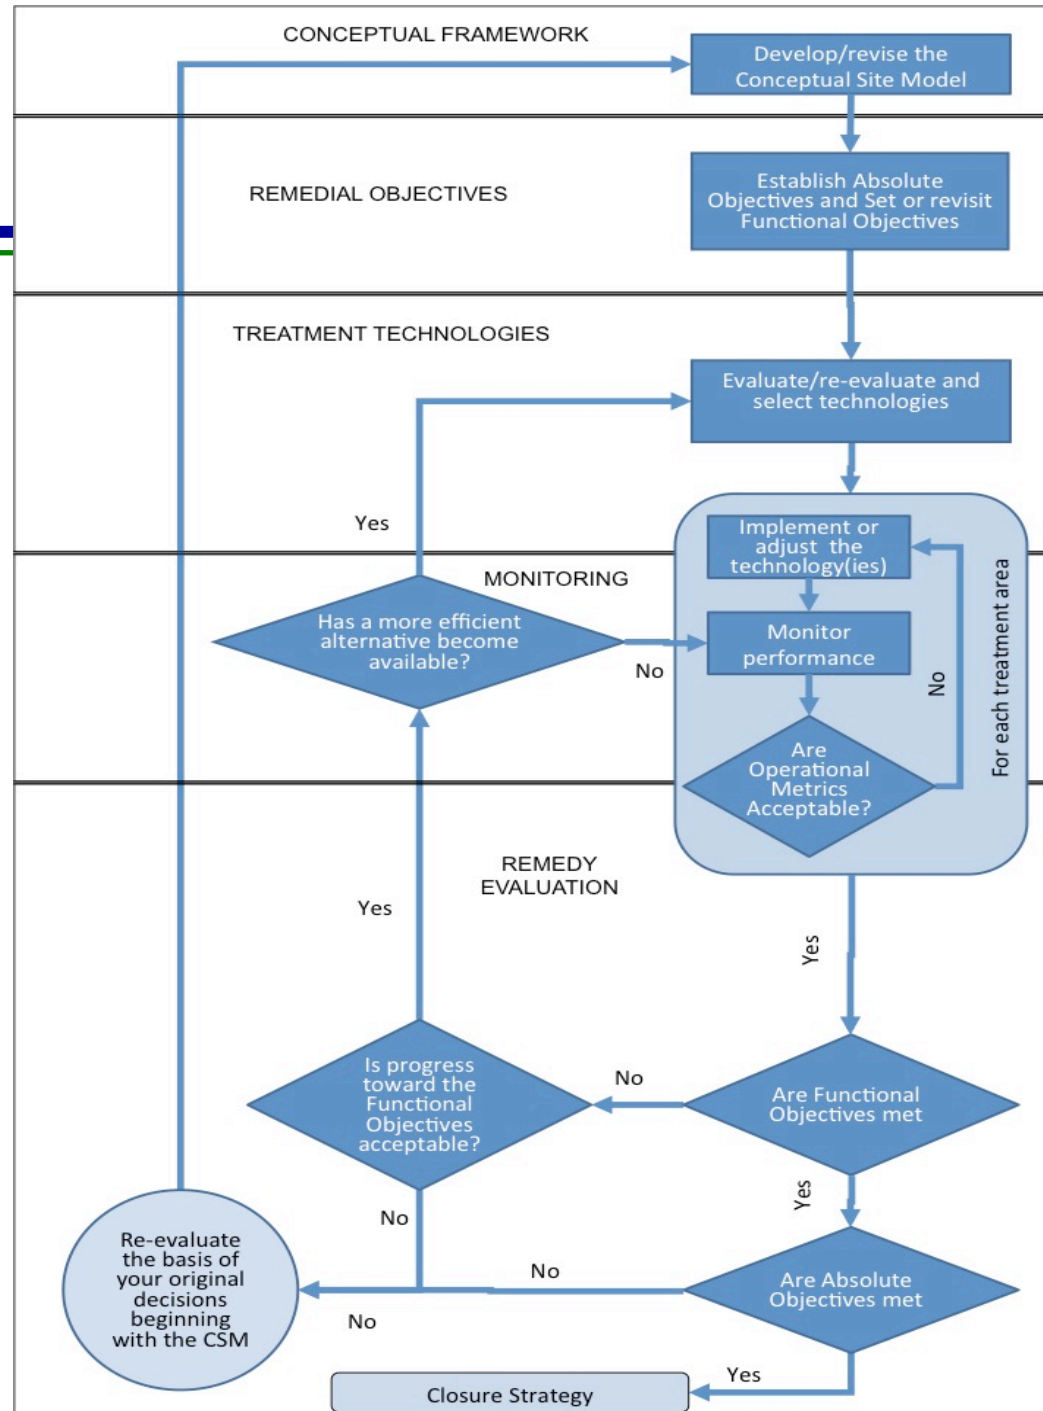 CONCEPTUAL FRAMEWORK
Develop/revise the
Conceptual Site Model
REMEDIAL OBJECTIVES
Establish Absolute
Objectives and Set or revisit
Functional Objectives
TREATMENT TECHNOLOGIES
Evaluate/re-evaluate and
select technologies
Yes
Implement or
adjust the
technology(ies)
MONITORING
Has a more efficient
alternative become
available?
No
Monitor
performance
No
For each treatment area
Are
Operational
Metrics
Acceptable?
REMEDY
EVALUATION
Yes
Yes
Is progress
toward the
Functional
Objectives
acceptable?
No
Are Functional
Objectives met
Yes
No
Re-evaluate
the basis of
your original
decisions
beginning
with the CSM
No
No
Are Absolute
Objectives met
Yes
Closure Strategy